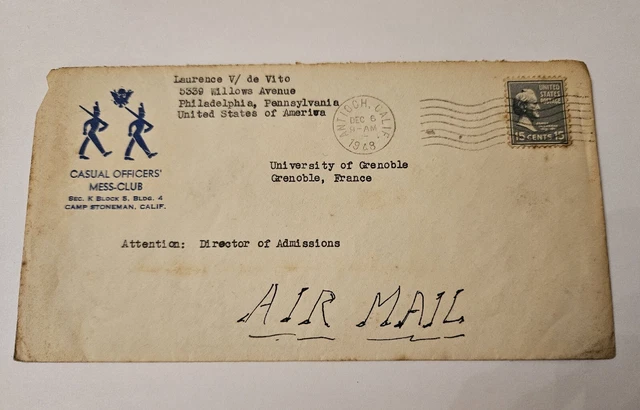 Laurence V/ de Vito
5339 Willows Avenue
Philadelphia, Pennsylvania
United States of Ameriwa
ANTIOCH, CALIF.
DEC 6
9-AM
1948
UNITED
STATES
POSTAGE
15 CENTS 15
CASUAL OFFICERS'
MESS-CLUB
SEC. K BLOCK 5, BLDG. 4
CAMP STONEMAN, CALIF.
University of Grenoble
Grenoble, France
Attention: Director of Admissions
AIR MAIL